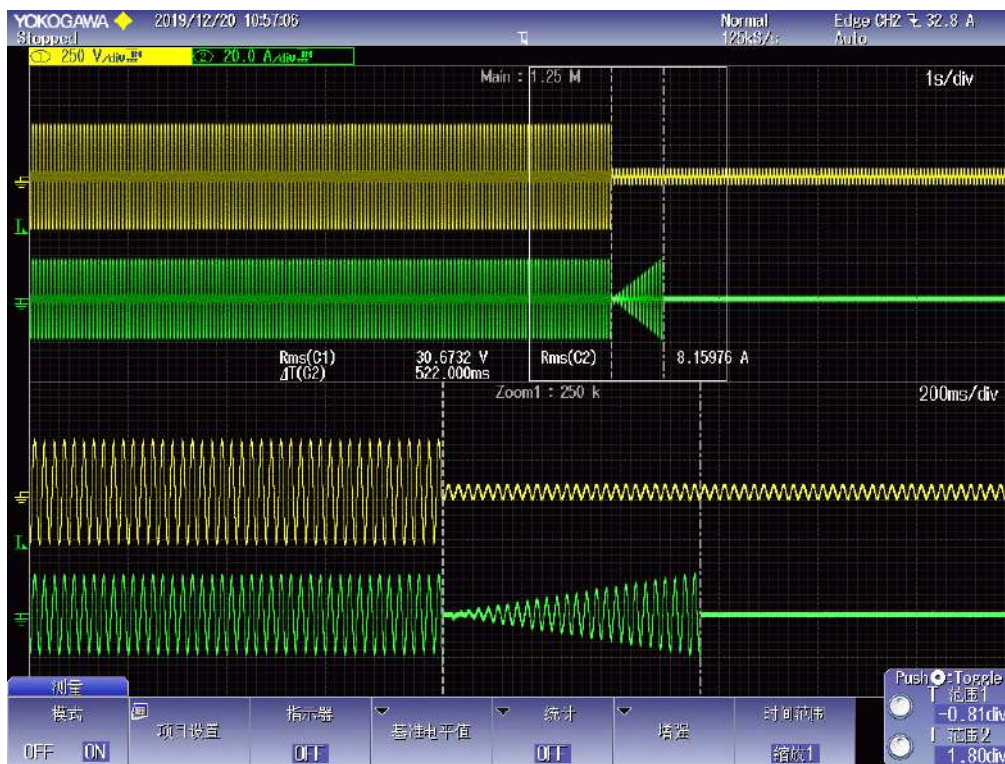 YOKOGAWA 2019/12/20 10:57:06 Normal Edge CH2 32.8 A
Stopped 125kS/s Auto
1 250 V/div 2 20.0 A/div
Main : 1.25 M 1s/div
Rms(C1) 30.6732 V Rms(C2) 8.15976 A
ΔT(C2) 522.000ms
Zoom1 : 250 k 200ms/div
测量
模式 OFF ON
项目设置
指示器 OFF
基准电平值
统计 OFF
增强
时间范围 缩放1
Push :Toggle
范围1
-0.81div
范围2
1.80div